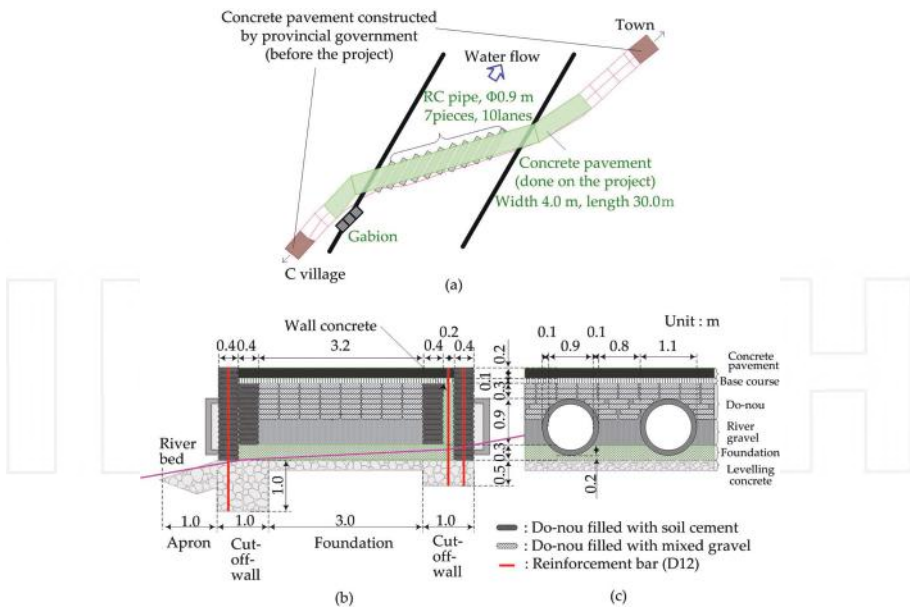 Concrete pavement constructed
by provincial government
(before the project)
Town
Water flow
RC pipe, Φ0.9 m
7pieces, 10lanes
Concrete pavement
(done on the project)
Width 4.0 m, length 30.0m
Gabion
C village
(a)
Wall concrete
Unit : m
0.2
0.4 0.4 3.2 0.4 0.4
0.1 0.1
0.9 0.8 1.1
0.2
0.1
0.3
0.9
0.3
0.5
0.2
Concrete
pavement
Base course
Do-nou
River
gravel
Foundation
Levelling
concrete
River
bed
1.0
1.0 1.0 3.0 1.0
Apron Cut-
off-
wall
Foundation
Cut-
off-
wall
: Do-nou filled with soil cement
: Do-nou filled with mixed gravel
: Reinforcement bar (D12)
(b) (c)